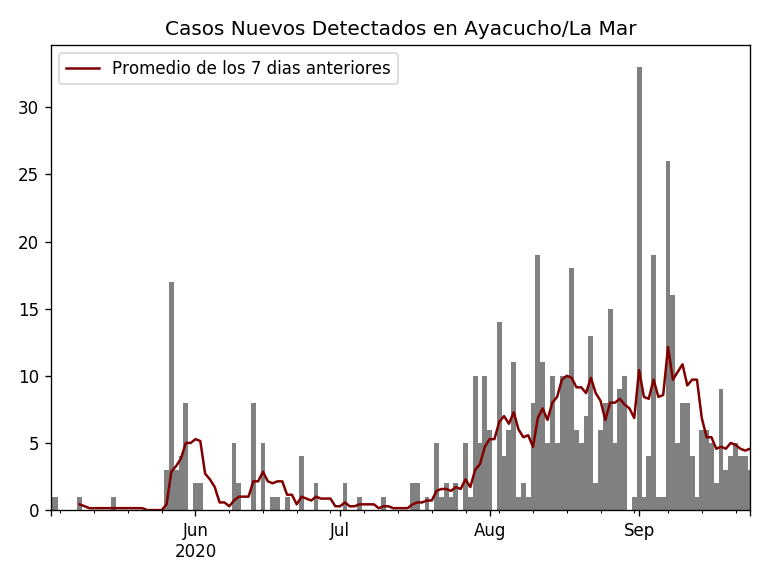 Casos Nuevos Detectados en Ayacucho/La Mar
Promedio de los 7 dias anteriores
30
25
20
15
10
5
0
Jun
2020
Jul
Aug
Sep